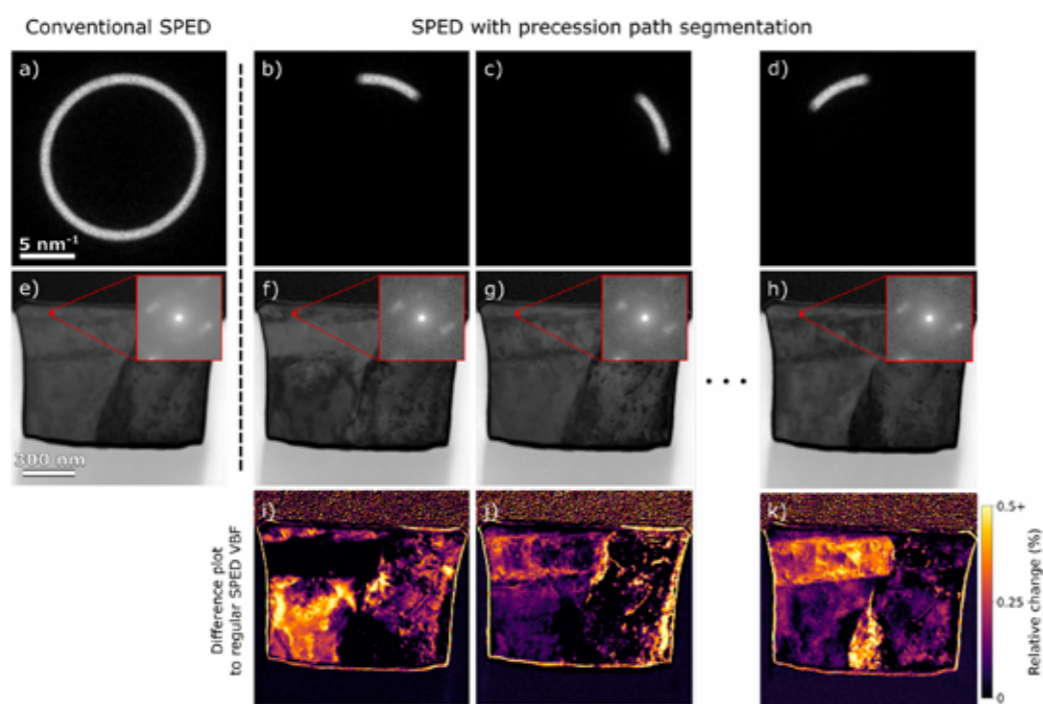 Conventional SPED
SPED with precession path segmentation
a)
b)
c)
d)
5 nm⁻¹
e)
f)
g)
h)
300 nm
• • •
Difference plot
to regular SPED VBF
i)
j)
k)
0.5+
0.25
0
Relative change (%)